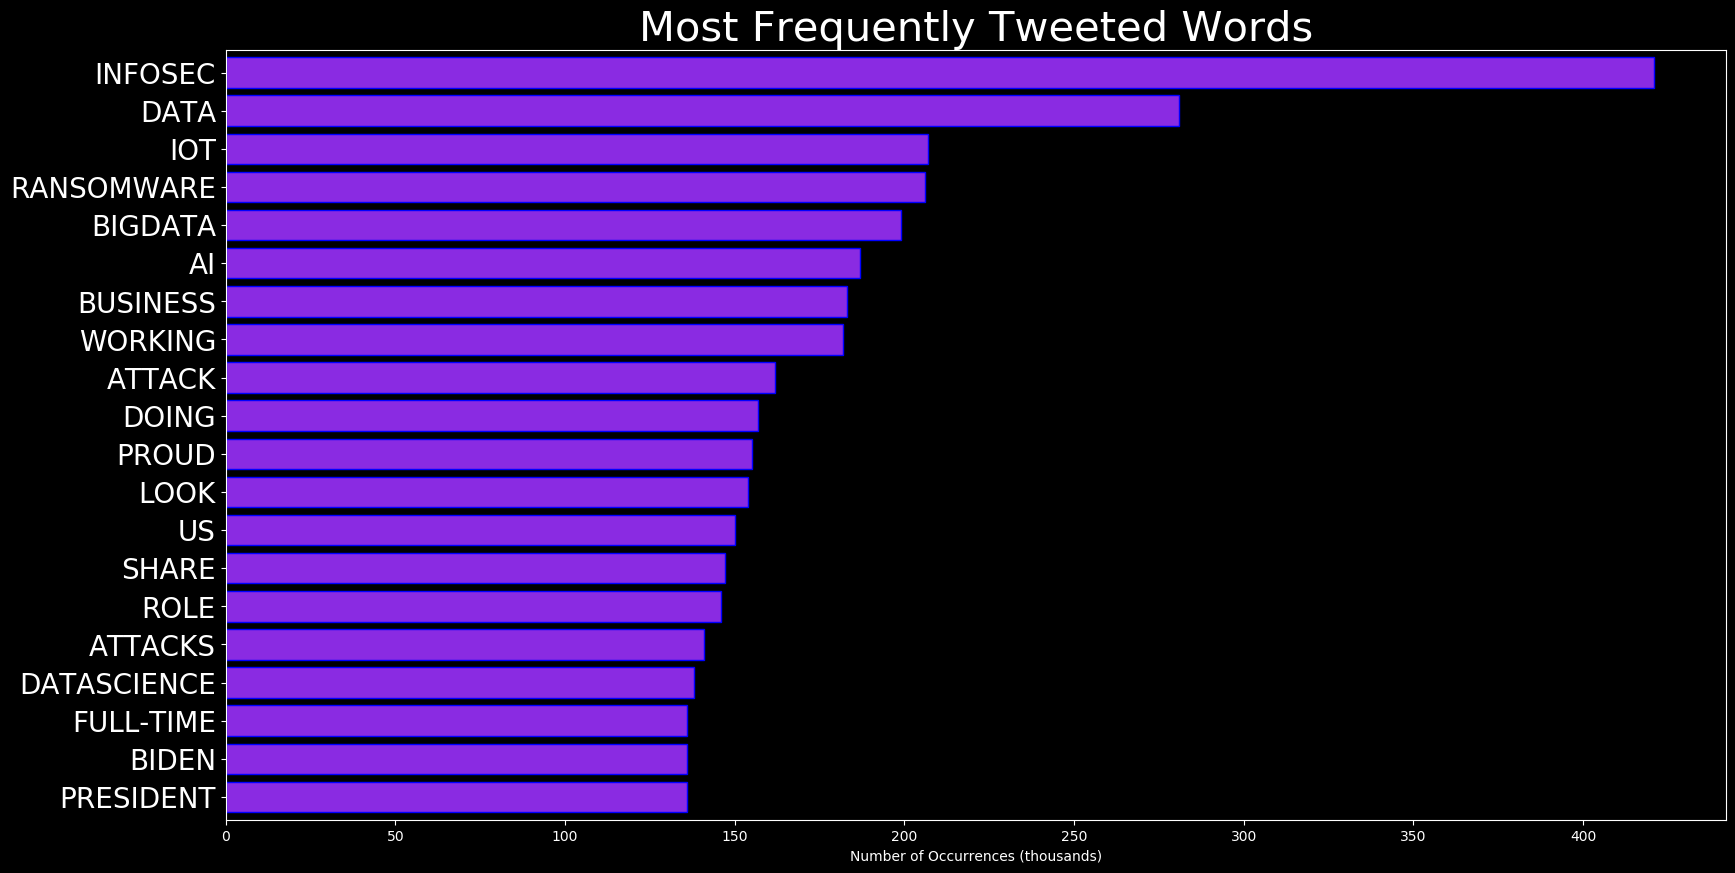 Most Frequently Tweeted Words
INFOSEC
DATA
IOT
RANSOMWARE
BIGDATA
AI
BUSINESS
WORKING
ATTACK
DOING
PROUD
LOOK
US
SHARE
ROLE
ATTACKS
DATASCIENCE
FULL-TIME
BIDEN
PRESIDENT
0 50 100 150 200 250 300 350 400
Number of Occurrences (thousands)